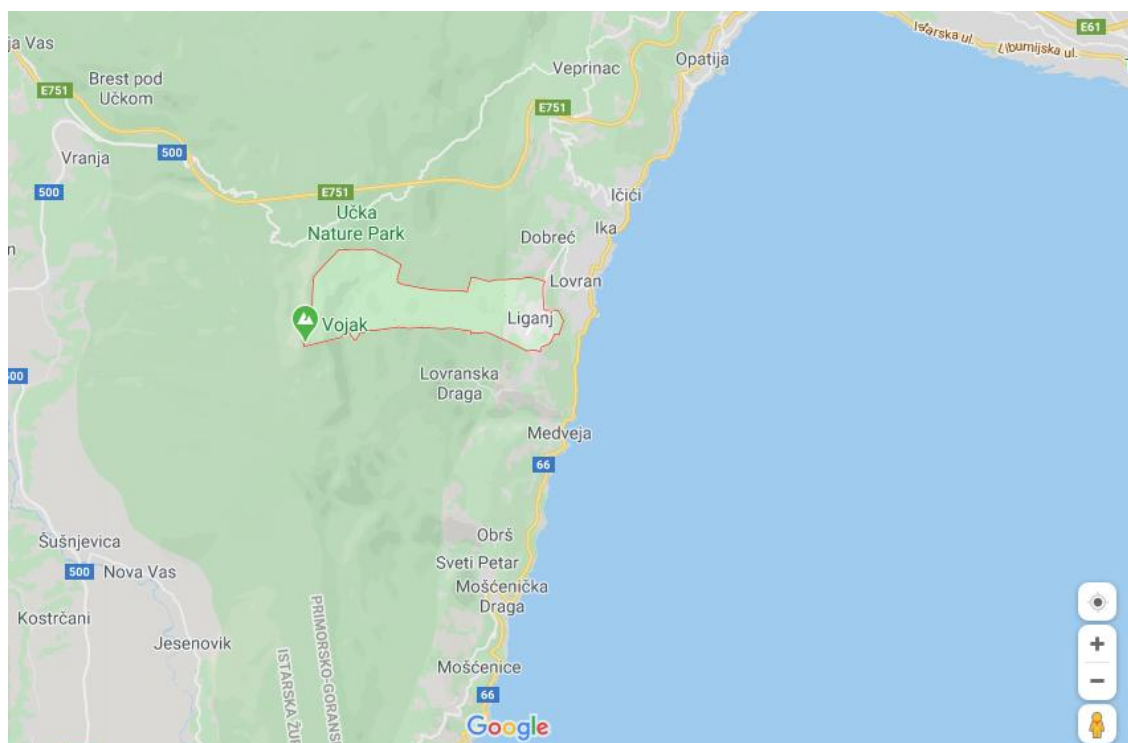 ja Vas
Brest pod
Učkom
E751
Veprinac
Opatija
Istarska ul.
Liburnijska ul.
E61
E751
Vranja
500
500
E751
Učka
Nature Park
Ičići
Ika
Dobreć
Lovran
Vojak
Liganj
Lovranska
Draga
Medveja
66
Obrš
Sveti Petar
Mošćenička
Draga
Šušnjevica
500
Nova Vas
Kostrčani
Jesenovik
PRIMORSKO-GORANS
ISTARSKA ŽUP
Mošćenice
66
Google